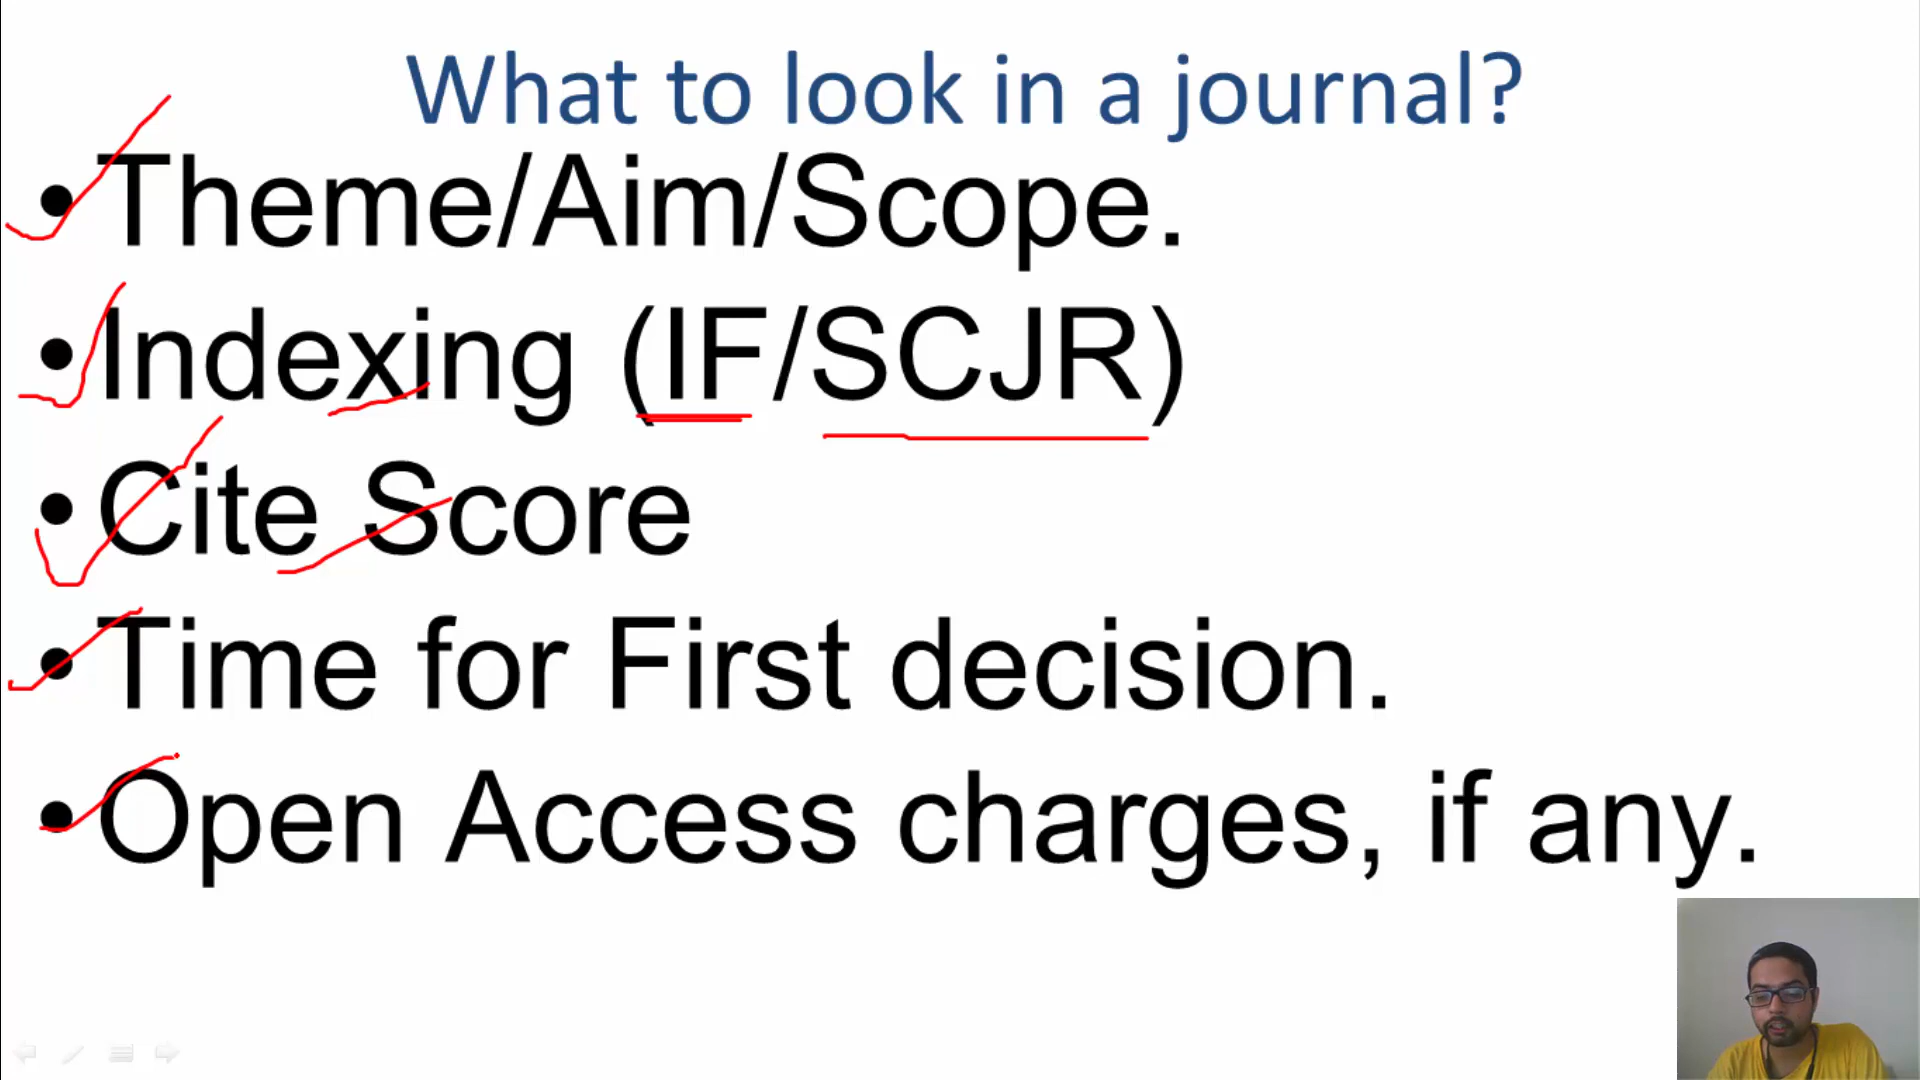 What to look in a journal?
• Theme/Aim/Scope.
• Indexing (IF/SCJR)
• Cite Score
• Time for First decision.
• Open Access charges, if any.